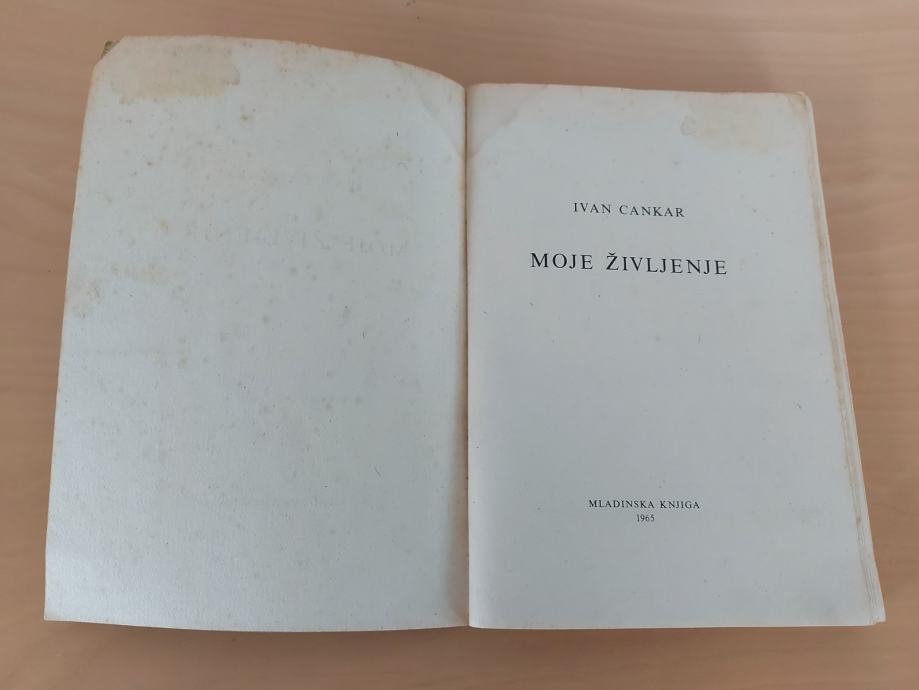 IVAN CANKAR
MOJE ŽIVLJENJE
MLADINSKA KNJIGA
1965